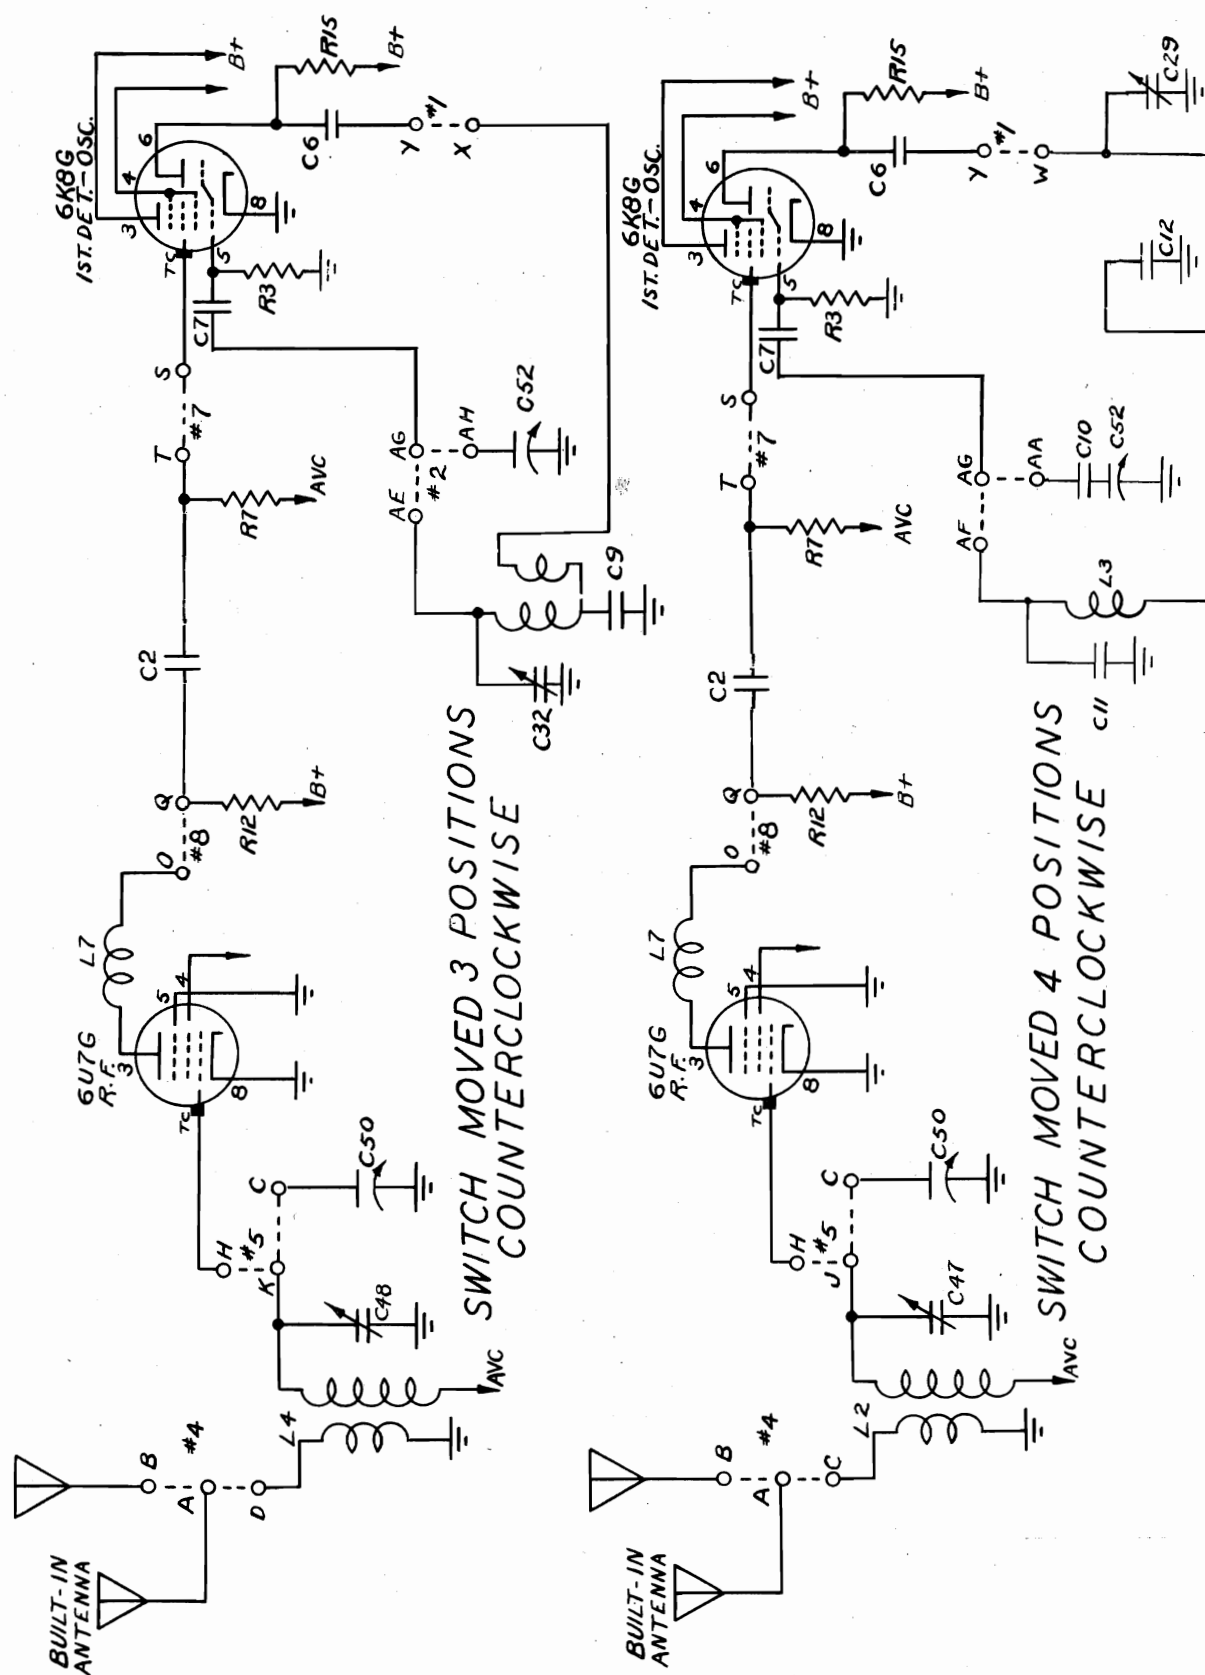 BUILT-IN
ANTENNA
B
A
#4
D
L4
AVC
C48
K
#5
H
C
C50
TC
6U7G
R.F.
3
5
4
8
L7
O
#8
Q
R12
B+
C2
R7
AVC
T
#7
S
6K8G
1ST. DET.-OSC.
TC
3
4
6
5
8
B+
R15
B+
C6
Y
#1
X
C7
R3
AE
AG
#2
AH
C52
C9
C32
SWITCH MOVED 3 POSITIONS
COUNTERCLOCKWISE
BUILT-IN
ANTENNA
B
A
#4
C
L2
AVC
C47
J
#5
H
C
C50
TC
6U7G
R.F.
3
5
4
8
L7
O
#8
Q
R12
B+
C2
R7
AVC
T
#7
S
6K8G
1ST. DET.-OSC.
TC
3
4
6
5
8
B+
R15
B+
C6
Y
#1
W
C29
C12
C7
R3
AF
AG
AA
C10
C52
L3
C11
SWITCH MOVED 4 POSITIONS
COUNTERCLOCKWISE